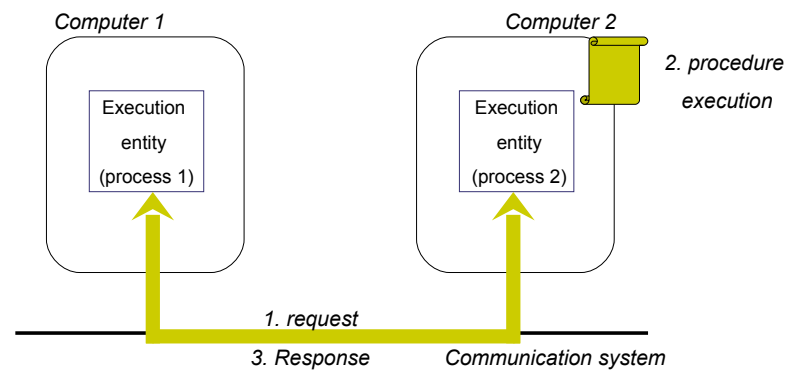 Computer 1
Computer 2
2. procedure
execution
Execution
entity
(process 1)
Execution
entity
(process 2)
1. request
3. Response
Communication system